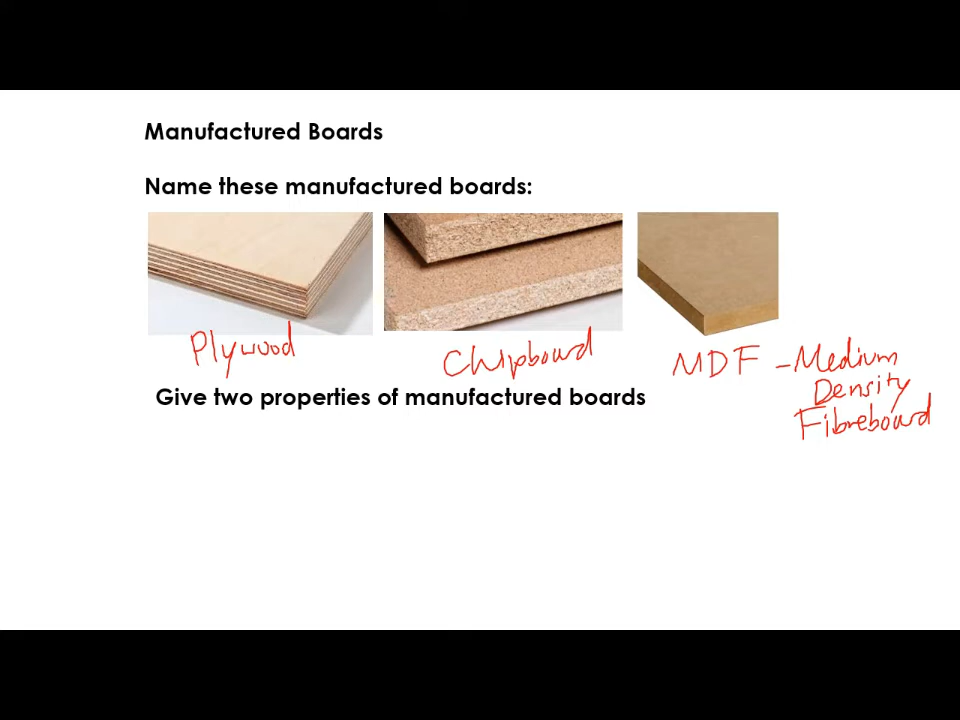 Manufactured Boards
Name these manufactured boards:
Plywood
Chipboard
MDF - Medium
Density
Fibreboard
Give two properties of manufactured boards